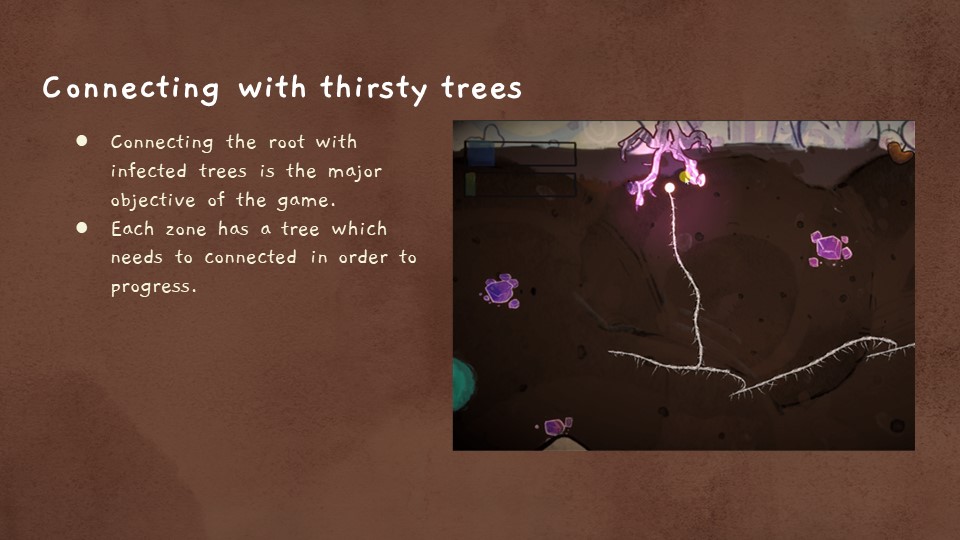 Connecting with thirsty trees
● Connecting the root with
infected trees is the major
objective of the game.
● Each zone has a tree which
needs to connected in order to
progress.